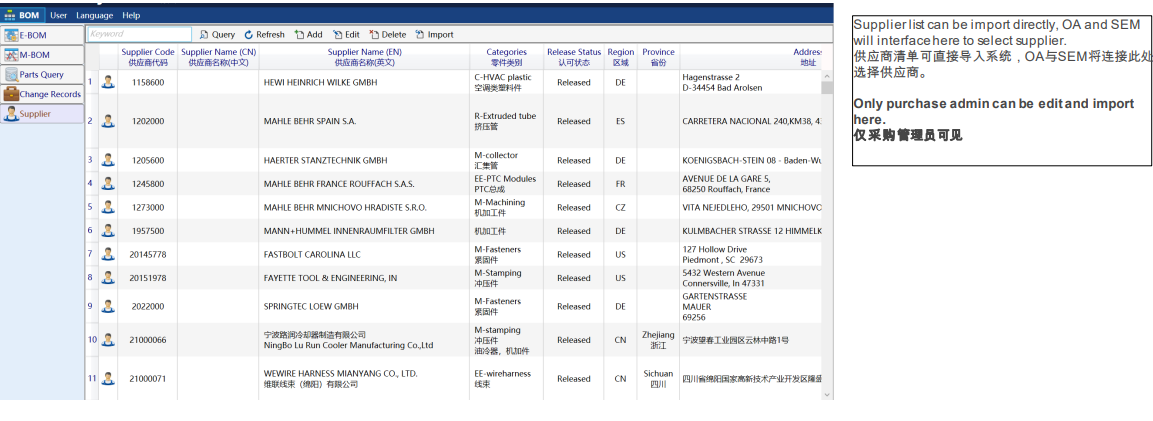 BOM User Language Help
E-BOM
M-BOM
Parts Query
Change Records
Supplier
Keyword Query Refresh Add Edit Delete Import
Supplier Code Supplier Name (CN) Supplier Name (EN) Categories Release Status Region Province Address
供应商代码 供应商名称(中文) 供应商名称(英文) 零件类别 认可状态 区域 省份 地址
1 1158600 HEWI HEINRICH WILKE GMBH C-HVAC plastic 空调类塑料件 Released DE Hagenstrasse 2
D-34454 Bad Arolsen
2 1202000 MAHLE BEHR SPAIN S.A. R-Extruded tube 挤压管 Released ES CARRETERA NACIONAL 240,KM38, 4
3 1205600 HAERTER STANZTECHNIK GMBH M-collector 汇集管 Released DE KOENIGSBACH-STEIN 08 - Baden-Wu
4 1245800 MAHLE BEHR FRANCE ROUFFACH S.A.S. EE-PTC Modules PTC总成 Released FR AVENUE DE LA GARE 5,
68250 Rouffach, France
5 1273000 MAHLE BEHR MNICHOVO HRADISTE S.R.O. M-Machining 机加工件 Released CZ VITA NEJEDLEHO, 29501 MNICHOVO
6 1957500 MANN+HUMMEL INNENRAUMFILTER GMBH 机加工件 Released DE KULMBACHER STRASSE 12 HIMMELK
7 20145778 FASTBOLT CAROLINA LLC M-Fasteners 紧固件 Released US 127 Hollow Drive
Piedmont , SC 29673
8 20151978 FAYETTE TOOL & ENGINEERING, IN M-Stamping 冲压件 Released US 5432 Western Avenue
Connersville, In 47331
9 2022000 SPRINGTEC LOEW GMBH M-Fasteners 紧固件 Released DE GARTENSTRASSE
MAUER
69256
10 21000066 宁波路润冷却器制造有限公司
NingBo Lu Run Cooler Manufacturing Co.,Ltd M-stamping 冲压件 油冷器，机加件 Released CN Zhejiang 浙江 宁波望春工业园区云林中路1号
11 21000071 WEWIRE HARNESS MIANYANG CO., LTD.
维联线束（绵阳）有限公司 EE-wireharness 线束 Released CN Sichuan 四川 四川省绵阳国家高新技术产业开发区隆盛
Supplier list can be import directly, OA and SEM
will interface here to select supplier.
供应商清单可直接导入系统，OA与SEM将连接此处
选择供应商。
Only purchase admin can be edit and import
here.
仅采购管理员可见